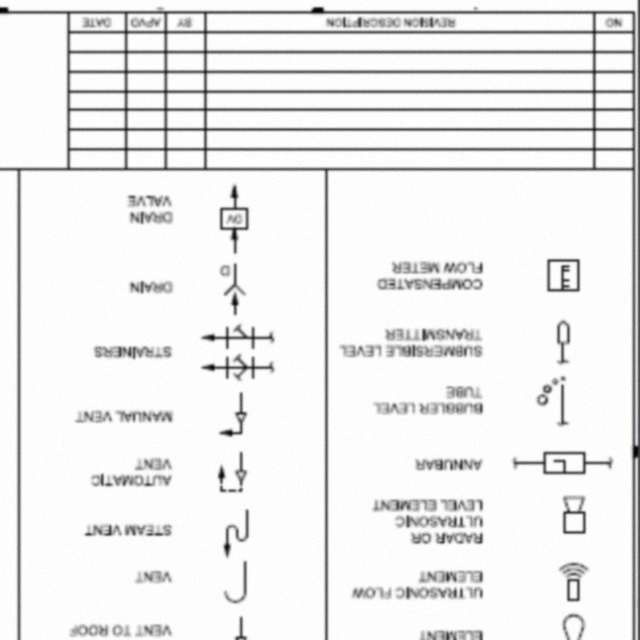 ELEMENT
ULTRASONIC FLOW
ELEMENT
RADAR OR
ULTRASONIC
LEVEL ELEMENT
ANNUBAR
BUBBLER LEVEL
TUBE
SUBMERSIBLE LEVEL
TRANSMITTER
COMPENSATED
FLOW METER
VENT TO ROOF
VENT
STEAM VENT
AUTOMATIC
VENT
MANUAL VENT
STRAINERS
D
DRAIN
DV
DRAIN
VALVE
NO
REVISION DESCRIPTION
BY
APVD
DATE